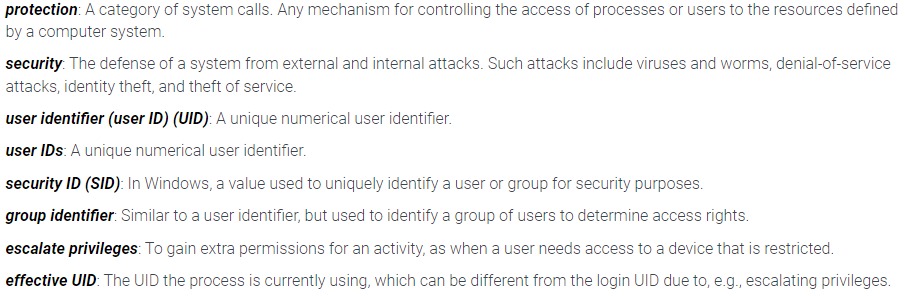 protection: A category of system calls. Any mechanism for controlling the access of processes or users to the resources defined
by a computer system.
security: The defense of a system from external and internal attacks. Such attacks include viruses and worms, denial-of-service
attacks, identity theft, and theft of service.
user identifier (user ID) (UID): A unique numerical user identifier.
user IDs: A unique numerical user identifier.
security ID (SID): In Windows, a value used to uniquely identify a user or group for security purposes.
group identifier: Similar to a user identifier, but used to identify a group of users to determine access rights.
escalate privileges: To gain extra permissions for an activity, as when a user needs access to a device that is restricted.
effective UID: The UID the process is currently using, which can be different from the login UID due to, e.g., escalating privileges.